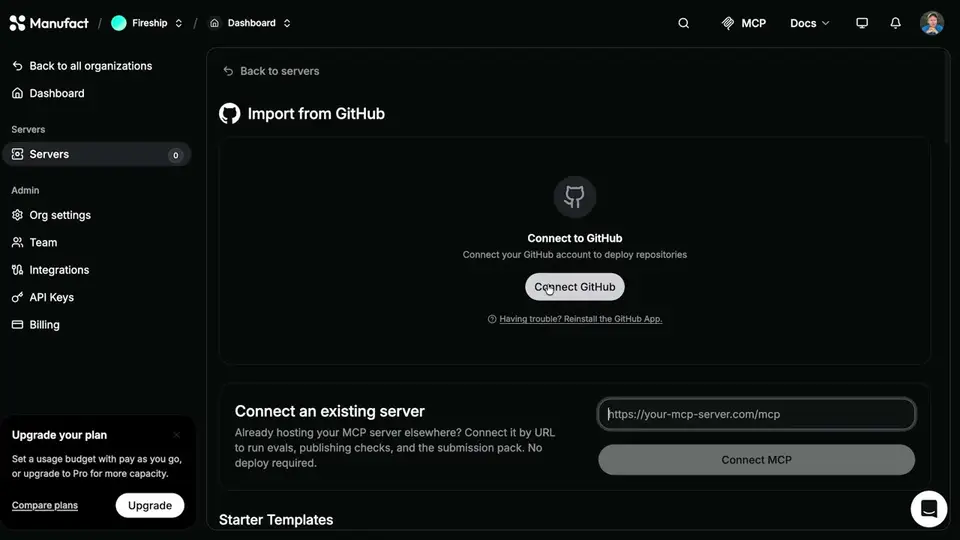 Manufact / Fireship / Dashboard MCP Docs
Back to all organizations
Dashboard
Servers
Servers 0
Admin
Org settings
Team
Integrations
API Keys
Billing
Upgrade your plan
Set a usage budget with pay as you go,
or upgrade to Pro for more capacity.
Compare plans Upgrade
Back to servers
Import from GitHub
Connect to GitHub
Connect your GitHub account to deploy repositories
Connect GitHub
Having trouble? Reinstall the GitHub App.
Connect an existing server
Already hosting your MCP server elsewhere? Connect it by URL
to run evals, publishing checks, and the submission pack. No
deploy required.
https://your-mcp-server.com/mcp
Connect MCP
Starter Templates